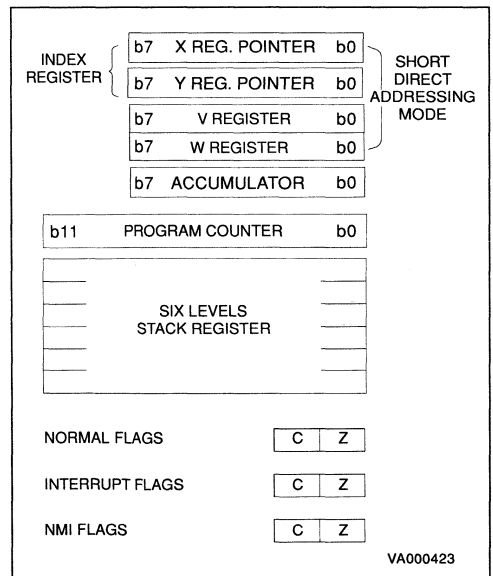 INDEX
REGISTER
b7 X REG. POINTER b0
b7 Y REG. POINTER b0
b7 V REGISTER b0
b7 W REGISTER b0
SHORT
DIRECT
ADDRESSING
MODE
b7 ACCUMULATOR b0
b11 PROGRAM COUNTER b0
SIX LEVELS
STACK REGISTER
NORMAL FLAGS C Z
INTERRUPT FLAGS C Z
NMI FLAGS C Z
VA000423